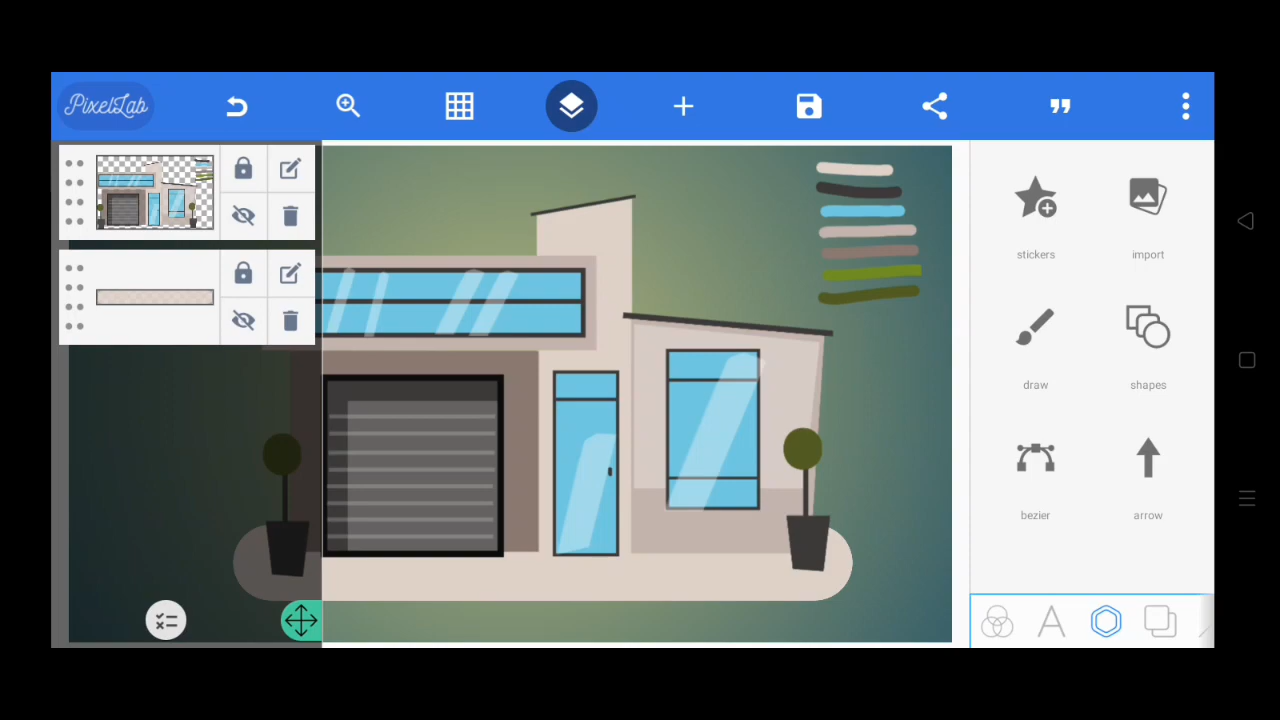 PixelLab
stickers
import
draw
shapes
bezier
arrow